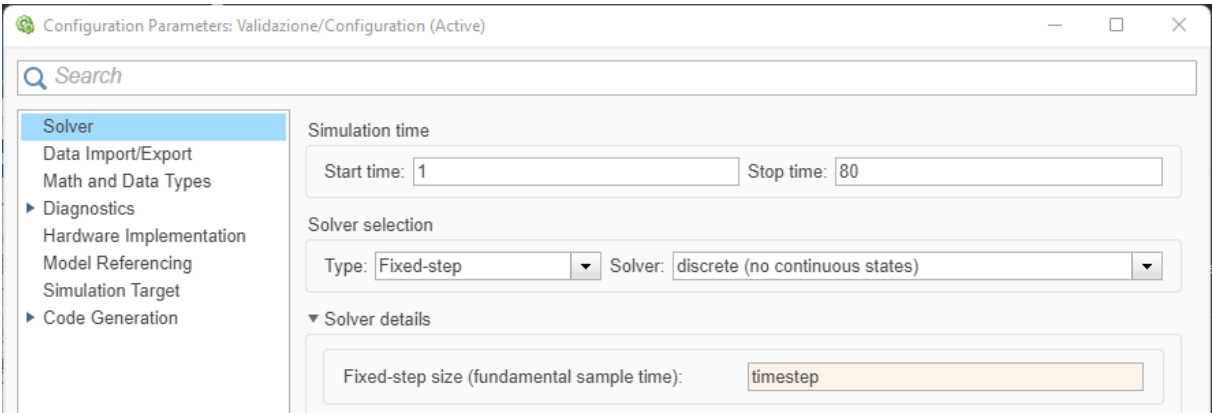 Configuration Parameters: Validazione/Configuration (Active)
Search
Solver
Data Import/Export
Math and Data Types
Diagnostics
Hardware Implementation
Model Referencing
Simulation Target
Code Generation
Simulation time
Start time: 1 Stop time: 80
Solver selection
Type: Fixed-step Solver: discrete (no continuous states)
Solver details
Fixed-step size (fundamental sample time): timestep